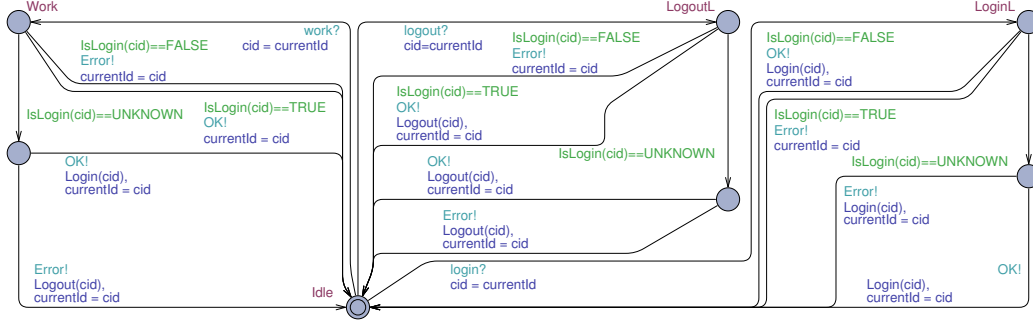 Work
LogoutL
LoginL
work?
cid = currentId
IsLogin(cid)==FALSE
Error!
currentId = cid
IsLogin(cid)==UNKNOWN
IsLogin(cid)==TRUE
OK!
currentId = cid
OK!
Login(cid),
currentId = cid
Error!
Logout(cid),
currentId = cid
Idle
logout?
cid=currentId
IsLogin(cid)==FALSE
Error!
currentId = cid
IsLogin(cid)==TRUE
OK!
Logout(cid),
currentId = cid
IsLogin(cid)==UNKNOWN
OK!
Logout(cid),
currentId = cid
Error!
Logout(cid),
currentId = cid
login?
cid = currentId
IsLogin(cid)==FALSE
OK!
Login(cid),
currentId = cid
IsLogin(cid)==TRUE
Error!
currentId = cid
IsLogin(cid)==UNKNOWN
Error!
Login(cid),
currentId = cid
OK!
Login(cid),
currentId = cid